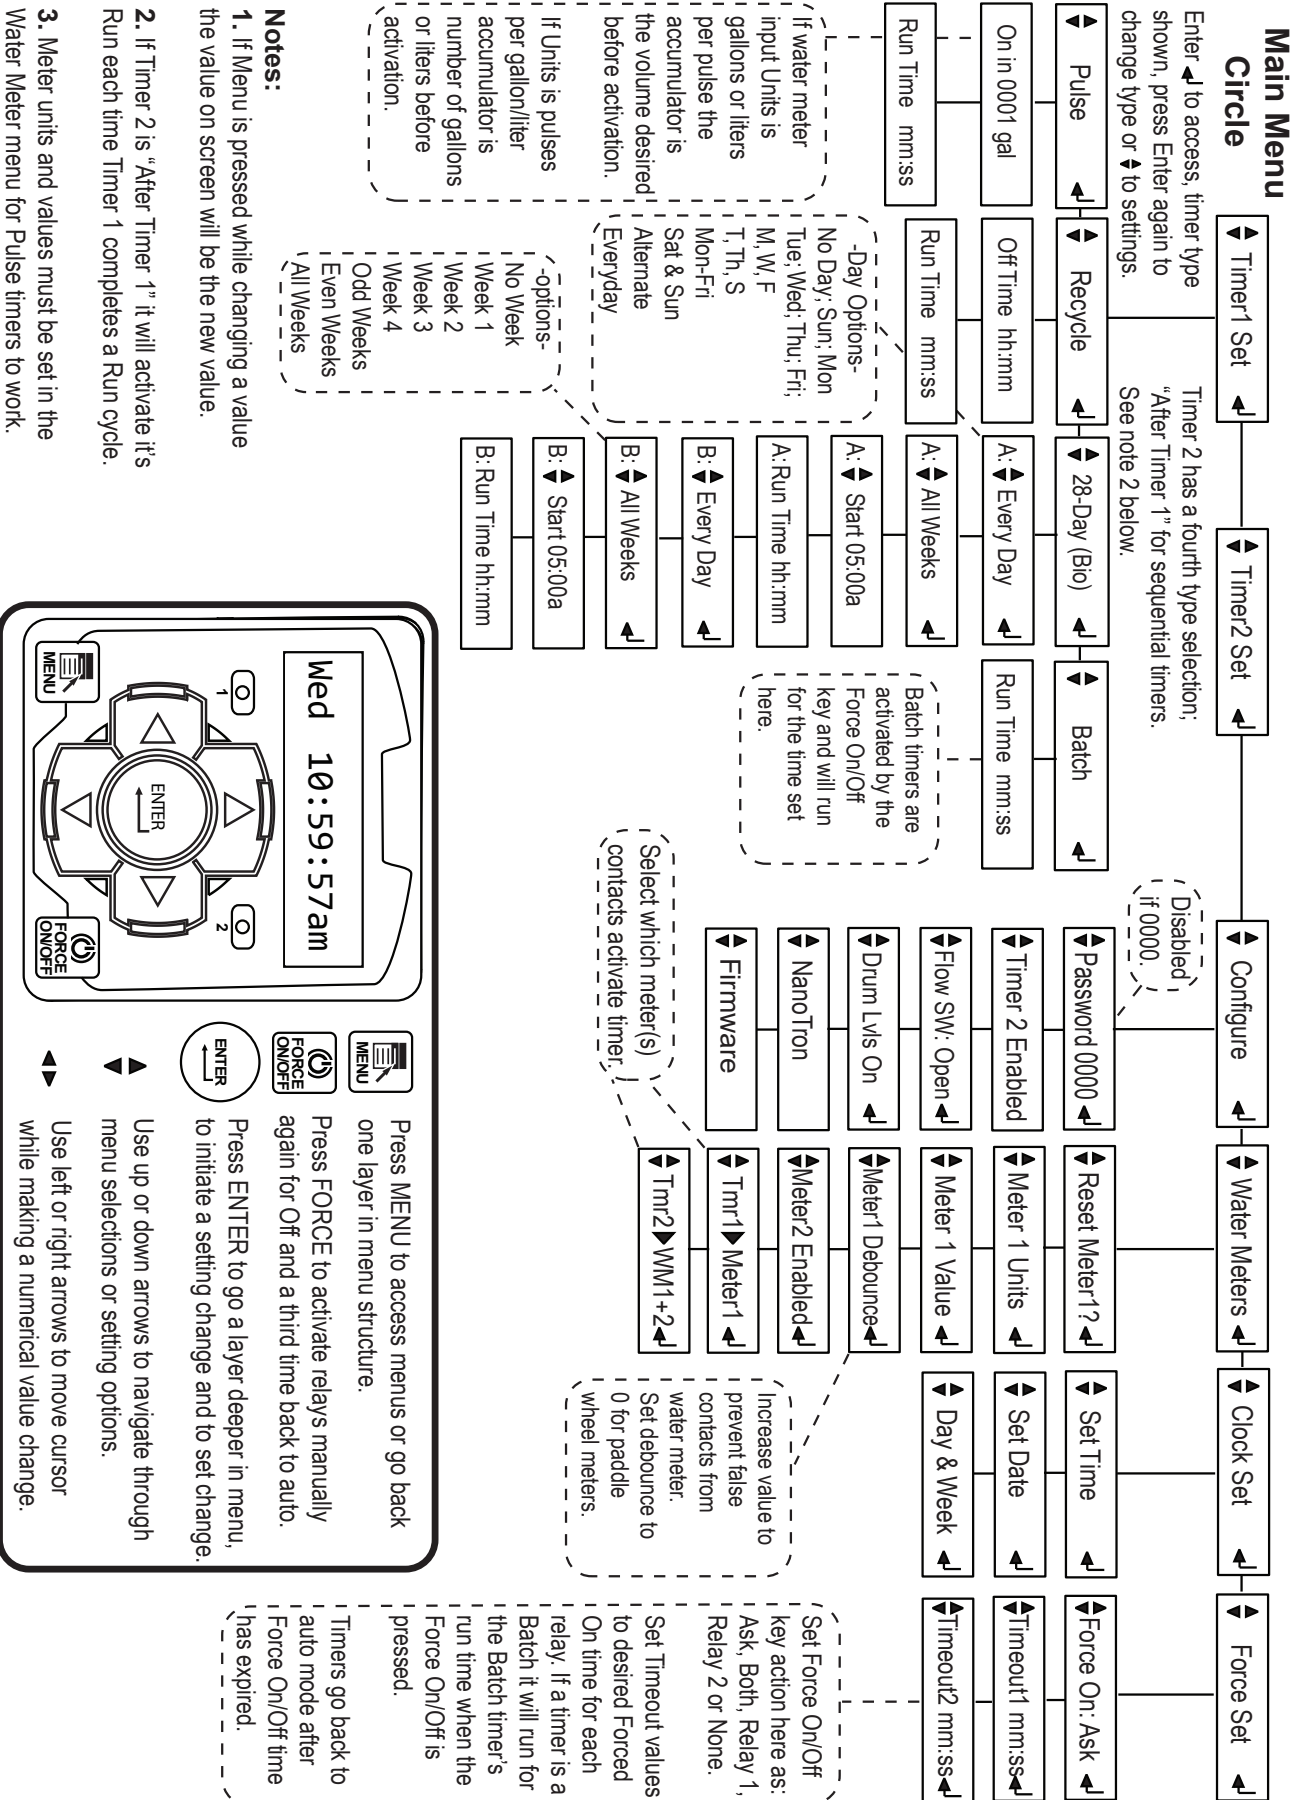 Main Menu
Circle
Enter to access, timer type
shown, press Enter again to
change type or to settings.
Timer1 Set
Timer2 Set
Configure
Water Meters
Clock Set
Force Set
Timer 2 has a fourth type selection;
“After Timer 1” for sequential timers.
See note 2 below.
Pulse
On in 0001 gal
Run Time mm:ss
If water meter
input Units is
gallons or liters
per pulse the
accumulator is
the volume desired
before activation.
If Units is pulses
per gallon/liter
accumulator is
number of gallons
or liters before
activation.
Recycle
Off Time hh:mm
Run Time mm:ss
-Day Options-
No Day; Sun; Mon
Tue; Wed; Thu; Fri;
M, W, F
T, Th, S
Mon-Fri
Sat & Sun
Alternate
Everyday
-options-
No Week
Week 1
Week 2
Week 3
Week 4
Odd Weeks
Even Weeks
All Weeks
28-Day (Bio)
A: Every Day
A: All Weeks
A: Start 05:00a
A: Run Time hh:mm
B: Every Day
B: All Weeks
B: Start 05:00a
B: Run Time hh:mm
Batch
Run Time mm:ss
Batch timers are
activated by the
Force On/Off
key and will run
for the time set
here.
Disabled
if 0000.
Password 0000
Timer 2 Enabled
Flow SW: Open
Drum Lvls On
NanoTron
Firmware
Select which meter(s)
contacts activate timer.
Reset Meter1?
Meter 1 Units
Meter 1 Value
Meter1 Debounce
Meter2 Enabled
Tmr1 Meter1
Tmr2 WM1+2
Increase value to
prevent false
contacts from
water meter.
Set debounce to
0 for paddle
wheel meters.
Set Time
Set Date
Day & Week
Force On: Ask
Timeout1 mm:ss
Timeout2 mm:ss
Set Force On/Off
key action here as:
Ask, Both, Relay 1,
Relay 2 or None.
Set Timeout values
to desired Forced
On time for each
relay. If a timer is a
Batch it will run for
the Batch timer's
run time when the
Force On/Off is
pressed.
Timers go back to
auto mode after
Force On/Off time
has expired.
Notes:
1. If Menu is pressed while changing a value
the value on screen will be the new value.
2. If Timer 2 is “After Timer 1” it will activate it's
Run each time Timer 1 completes a Run cycle.
3. Meter units and values must be set in the
Water Meter menu for Pulse timers to work.
Wed 10:59:57am
1
2
MENU
ENTER
FORCE
ON/OFF
MENU
Press MENU to access menus or go back
one layer in menu structure.
FORCE
ON/OFF
Press FORCE to activate relays manually
again for Off and a third time back to auto.
ENTER
Press ENTER to go a layer deeper in menu,
to initiate a setting change and to set change.
Use up or down arrows to navigate through
menu selections or setting options.
Use left or right arrows to move cursor
while making a numerical value change.